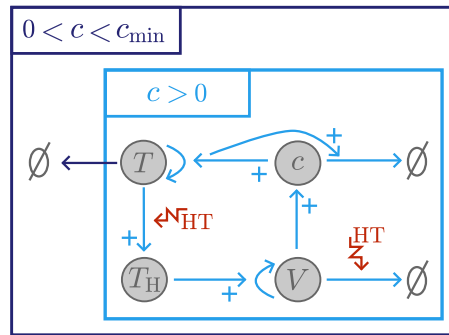 0 < c < c_min
c > 0
+
∅ T + c ∅
HT HT
+
T_H + V ∅
+